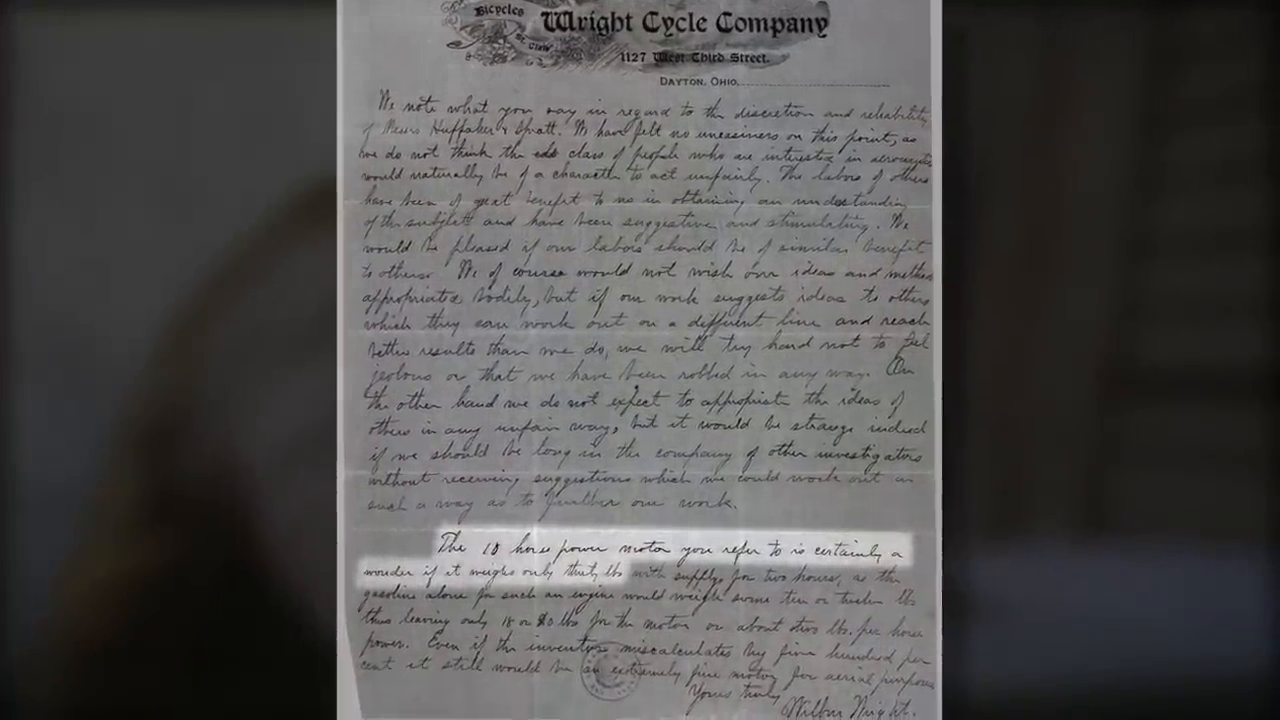 Bicycles
Wright Cycle Company
St. Clair
1127 West Third Street.
DAYTON, OHIO,
We note what you say in regard to the discretion and reliability
of Messrs Huffaker & Spratt. We have felt no uneasiness on this point, as
we do not think the class of people who are interested in aeronautics
would naturally be of a character to act unfairly. The labors of others
have been of great benefit to us in obtaining an understanding
of the subject and have been suggestive and stimulating. We
would be pleased if our labors should be of similar benefit
to others. We of course would not wish our ideas and methods
appropriated bodily, but if our work suggests ideas to others
which they can work out on a different line and reach
better results than we do, we will try hard not to feel
jealous or that we have been robbed in any way. On
the other hand we do not expect to appropriate the ideas of
others in any unfair way, but it would be strange indeed
if we should be long in the company of other investigators
without receiving suggestions which we could work out in
such a way as to further our work.
The 10 horse power motor you refer to is certainly a
wonder if it weighs only thirty lbs with supplys for two hours, as the
gasoline alone for such an engine would weigh some ten or twelve lbs
thus leaving only 18 or 20 lbs for the motor or about two lbs. per horse
power. Even if the inventor miscalculates by five hundred per
cent it still would be an extremely fine motor for aerial purposes
Yours truly
Wilbur Wright.